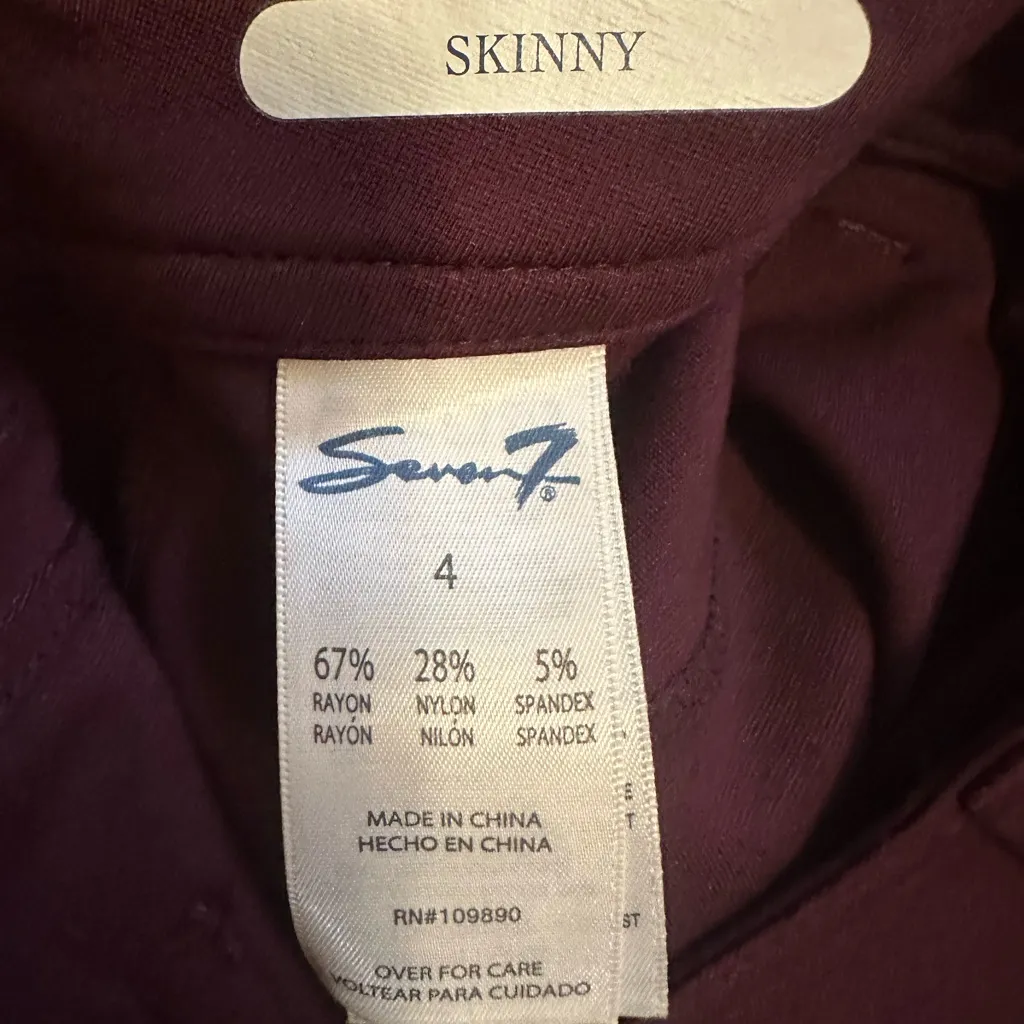 SKINNY
Seven7®
4
67% 28% 5%
RAYON NYLON SPANDEX
RAYÓN NILÓN SPANDEX
MADE IN CHINA
HECHO EN CHINA
RN#109890
OVER FOR CARE
VOLTEAR PARA CUIDADO